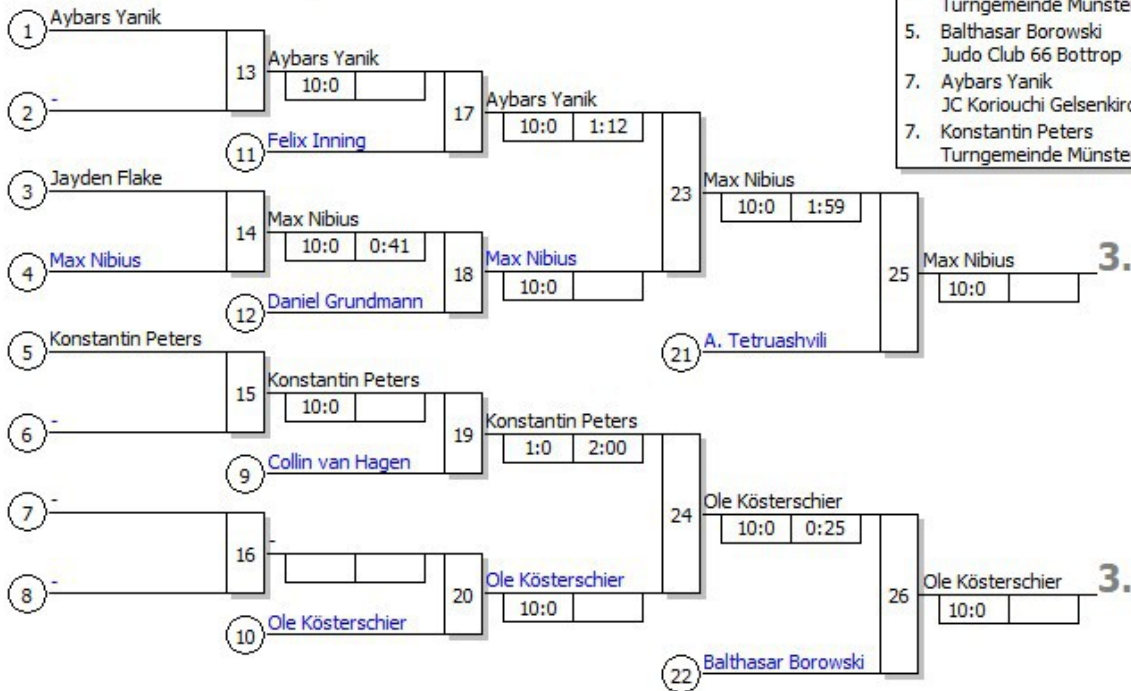 Turngemeinde Münster
5. Balthasar Borowski
Judo Club 66 Bottrop
7. Aybars Yanik
JC Koriouchi Gelsenkirc
7. Konstantin Peters
Turngemeinde Münster
1 Aybars Yanik
13 Aybars Yanik
10:0
2 -
17 Aybars Yanik
10:0 1:12
11 Felix Inning
3 Jayden Flake
23 Max Nibius
10:0 1:59
14 Max Nibius
10:0 0:41
4 Max Nibius
18 Max Nibius
10:0
12 Daniel Grundmann
25 Max Nibius 3.
10:0
5 Konstantin Peters
21 A. Tetruashvili
15 Konstantin Peters
10:0
6 -
19 Konstantin Peters
1:0 2:00
9 Collin van Hagen
7 -
24 Ole Kösterschier
10:0 0:25
16 -
8 -
20 Ole Kösterschier
10:0
10 Ole Kösterschier
26 Ole Kösterschier 3.
10:0
22 Balthasar Borowski